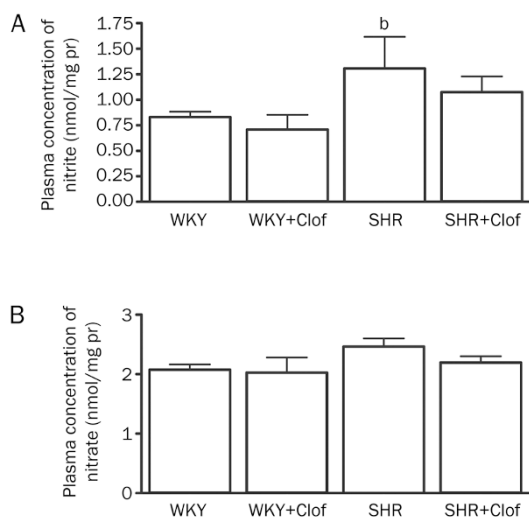 A
Plasma concentration of
nitrite (nmol/mg pr)
1.75
1.50
1.25
1.00
0.75
0.50
0.25
0.00
b
WKY WKY+Clof SHR SHR+Clof
B
Plasma concentration of
nitrate (nmol/mg pr)
3
2
1
0
WKY WKY+Clof SHR SHR+Clof